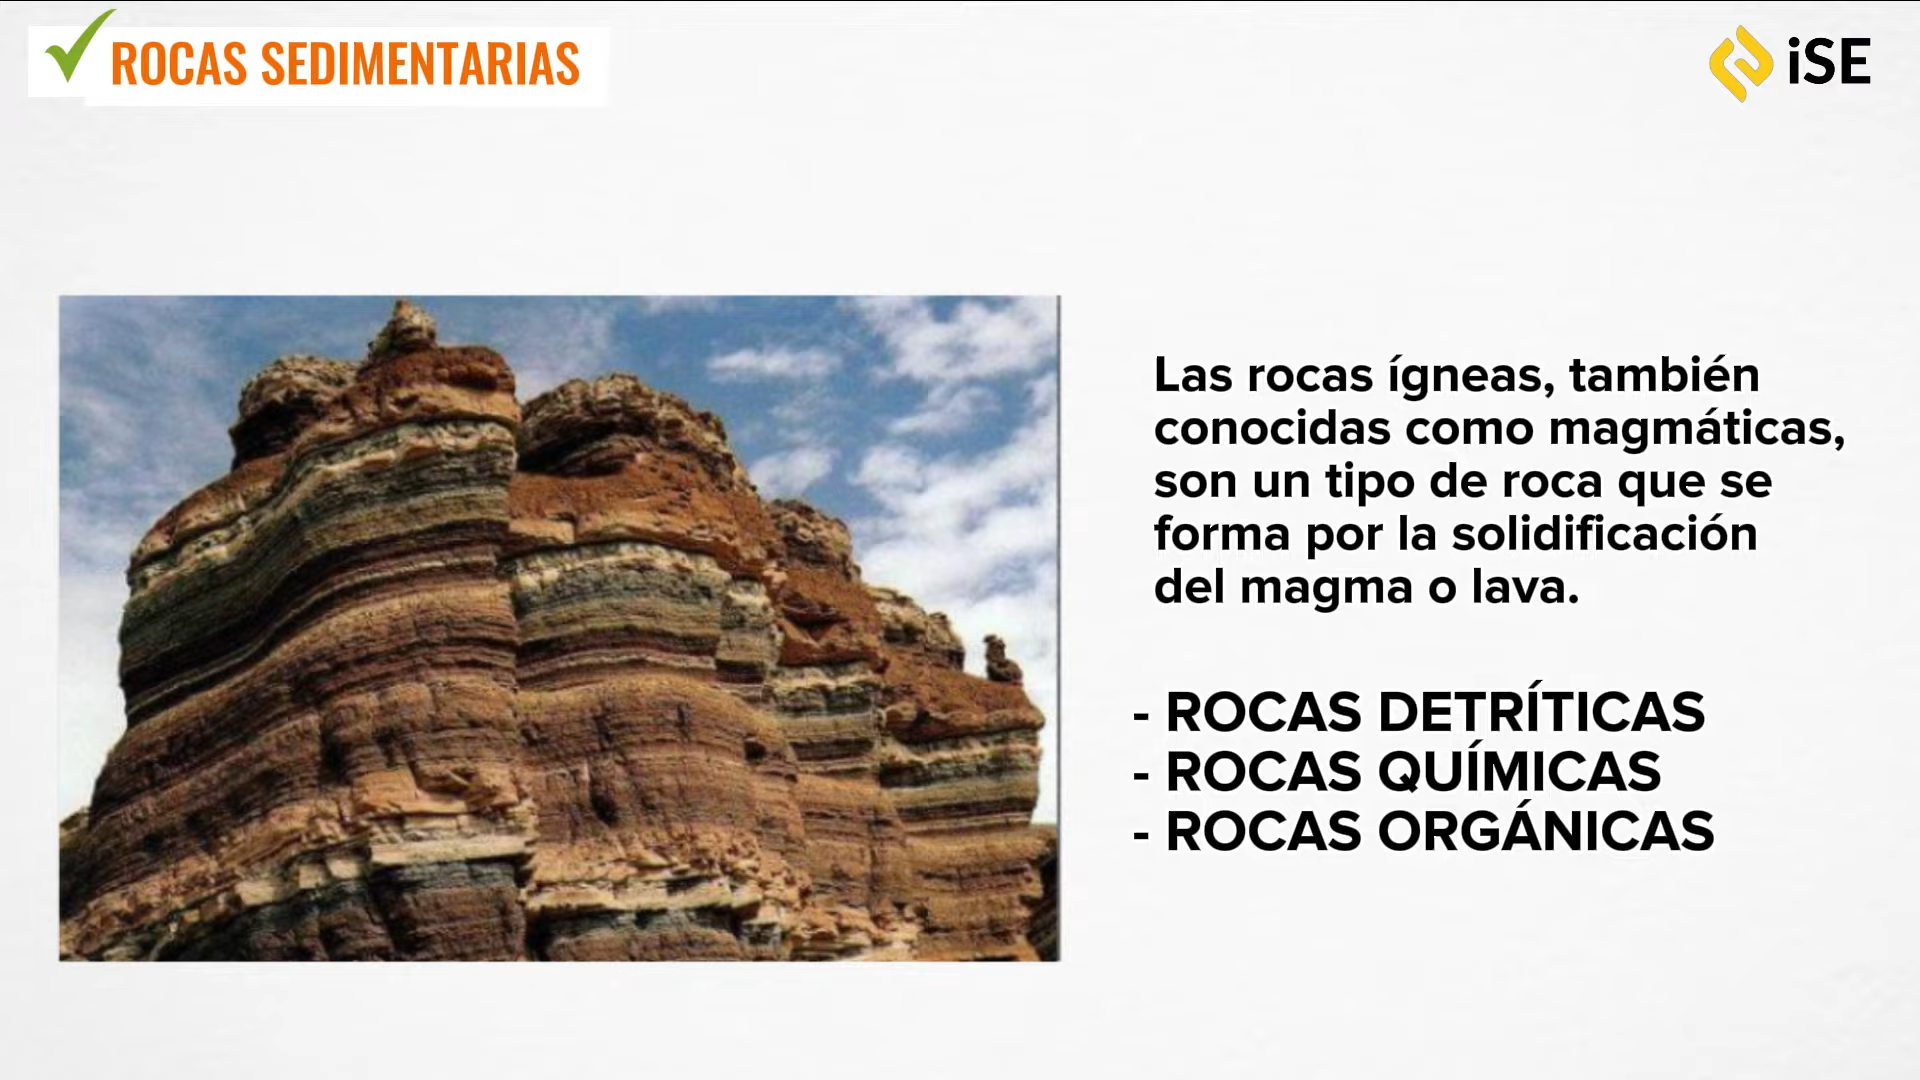 ROCAS SEDIMENTARIAS
iSE
Las rocas ígneas, también
conocidas como magmáticas,
son un tipo de roca que se
forma por la solidificación
del magma o lava.
- ROCAS DETRÍTICAS
- ROCAS QUÍMICAS
- ROCAS ORGÁNICAS